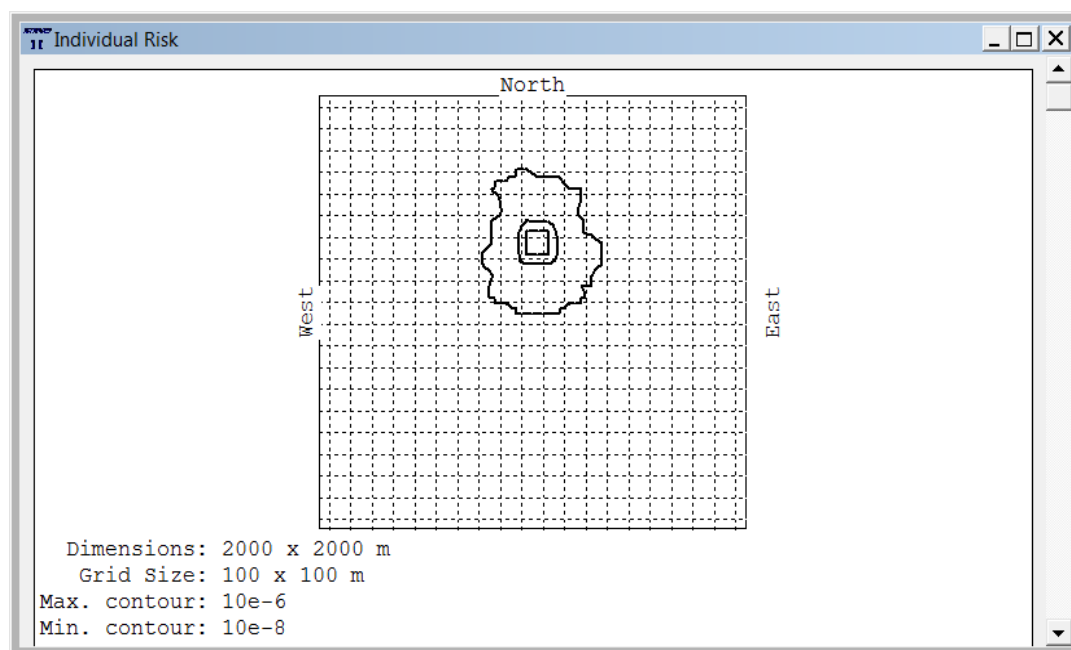 Individual Risk
North
West
East
Dimensions: 2000 x 2000 m
Grid Size: 100 x 100 m
Max. contour: 10e-6
Min. contour: 10e-8